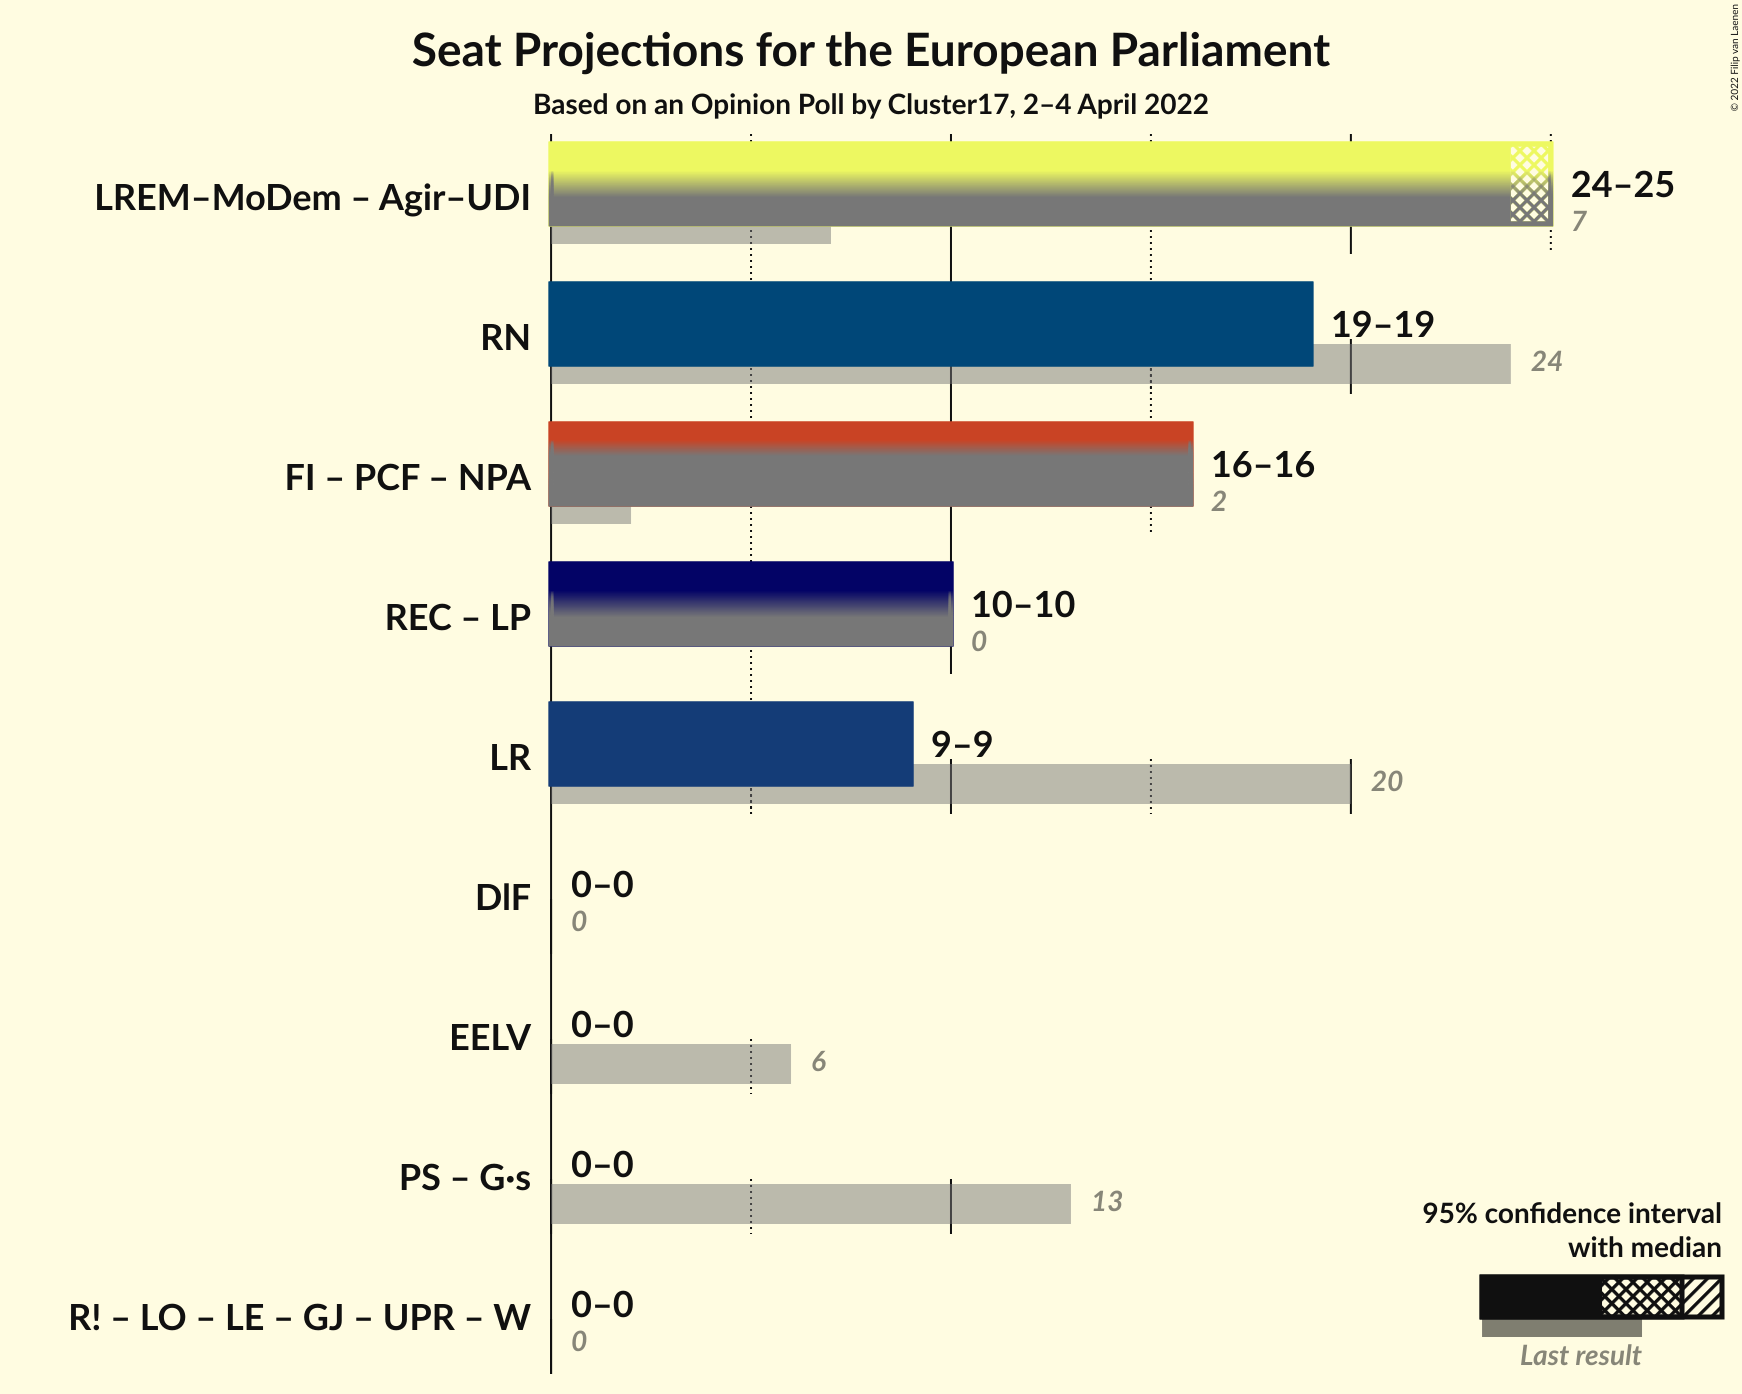 Seat Projections for the European Parliament
Based on an Opinion Poll by Cluster17, 2–4 April 2022
© 2022 Filip van Laenen
LREM–MoDem – Agir–UDI
24–25
7
RN
19–19
24
FI – PCF – NPA
16–16
2
REC – LP
10–10
0
LR
9–9
20
DlF
0–0
0
EELV
0–0
6
PS – G·s
0–0
13
R! – LO – LE – GJ – UPR – W
0–0
0
95% confidence interval
with median
Last result